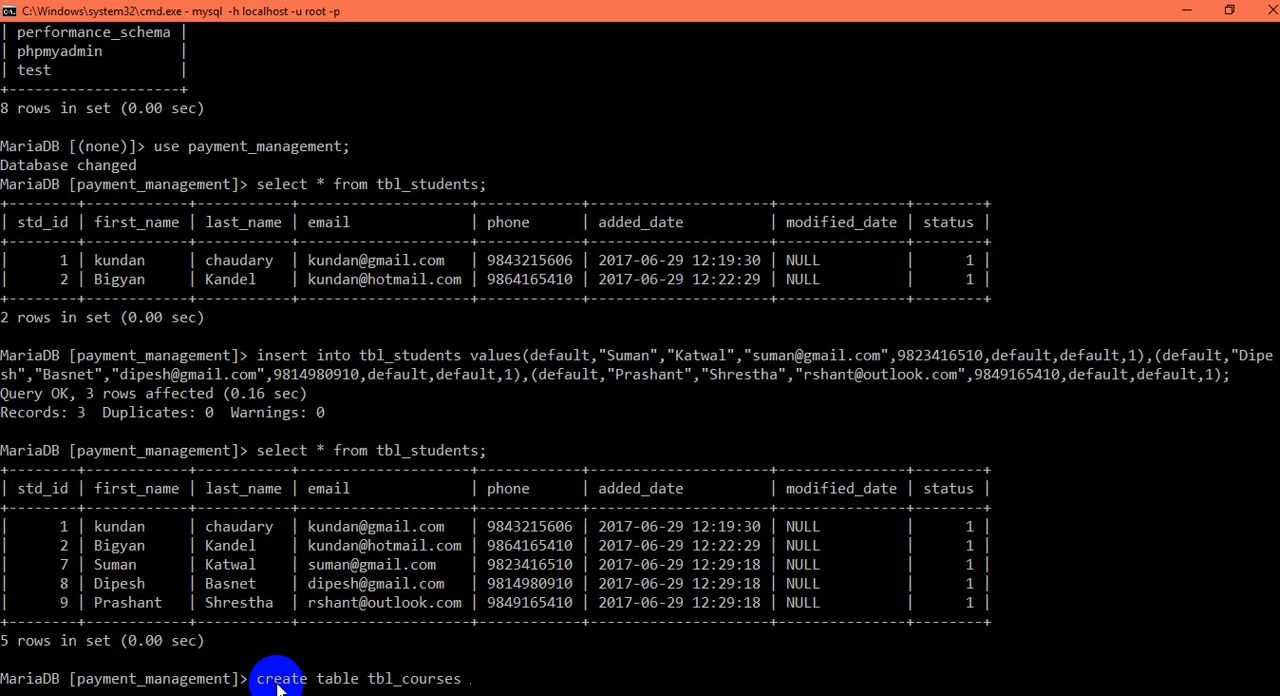 C:\Windows\system32\cmd.exe - mysql -h localhost -u root -p
| performance_schema |
| phpmyadmin         |
| test               |
+--------------------+
8 rows in set (0.00 sec)
MariaDB [(none)]> use payment_management;
Database changed
MariaDB [payment_management]> select * from tbl_students;
+--------+------------+-----------+--------------------+------------+---------------------+---------------+--------+
| std_id | first_name | last_name | email              | phone      | added_date          | modified_date | status |
+--------+------------+-----------+--------------------+------------+---------------------+---------------+--------+
|      1 | kundan     | chaudary  | kundan@gmail.com   | 9843215606 | 2017-06-29 12:19:30 | NULL          |      1 |
|      2 | Bigyan     | Kandel    | kundan@hotmail.com | 9864165410 | 2017-06-29 12:22:29 | NULL          |      1 |
+--------+------------+-----------+--------------------+------------+---------------------+---------------+--------+
2 rows in set (0.00 sec)
MariaDB [payment_management]> insert into tbl_students values(default,"Suman","Katwal","suman@gmail.com",9823416510,default,default,1),(default,"Dipe
sh","Basnet","dipesh@gmail.com",9814980910,default,default,1),(default,"Prashant","Shrestha","rshant@outlook.com",9849165410,default,default,1);
Query OK, 3 rows affected (0.16 sec)
Records: 3  Duplicates: 0  Warnings: 0
MariaDB [payment_management]> select * from tbl_students;
+--------+------------+-----------+--------------------+------------+---------------------+---------------+--------+
| std_id | first_name | last_name | email              | phone      | added_date          | modified_date | status |
+--------+------------+-----------+--------------------+------------+---------------------+---------------+--------+
|      1 | kundan     | chaudary  | kundan@gmail.com   | 9843215606 | 2017-06-29 12:19:30 | NULL          |      1 |
|      2 | Bigyan     | Kandel    | kundan@hotmail.com | 9864165410 | 2017-06-29 12:22:29 | NULL          |      1 |
|      7 | Suman      | Katwal    | suman@gmail.com    | 9823416510 | 2017-06-29 12:29:18 | NULL          |      1 |
|      8 | Dipesh     | Basnet    | dipesh@gmail.com   | 9814980910 | 2017-06-29 12:29:18 | NULL          |      1 |
|      9 | Prashant   | Shrestha  | rshant@outlook.com | 9849165410 | 2017-06-29 12:29:18 | NULL          |      1 |
+--------+------------+-----------+--------------------+------------+---------------------+---------------+--------+
5 rows in set (0.00 sec)
MariaDB [payment_management]> create table tbl_courses